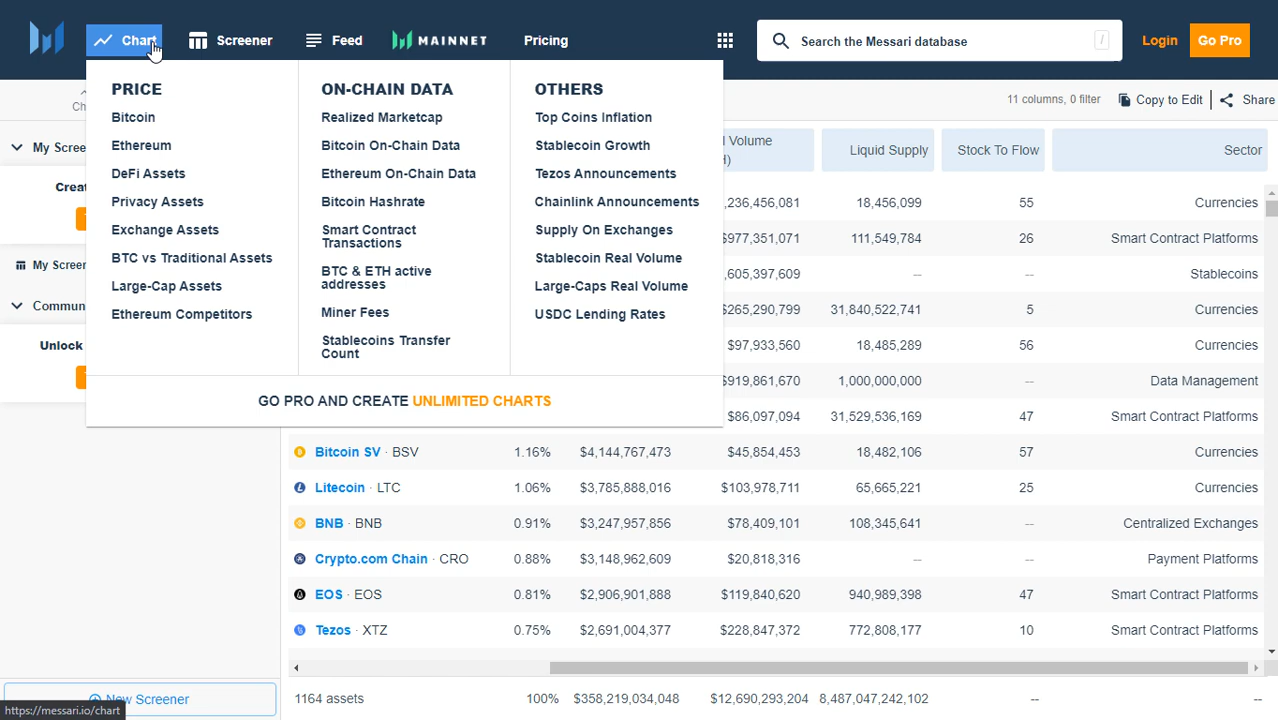 Chart Screener Feed MAINNET Pricing Search the Messari database / Login Go Pro
11 columns, 0 filter Copy to Edit Share
PRICE
Bitcoin
Ethereum
DeFi Assets
Privacy Assets
Exchange Assets
BTC vs Traditional Assets
Large-Cap Assets
Ethereum Competitors
ON-CHAIN DATA
Realized Marketcap
Bitcoin On-Chain Data
Ethereum On-Chain Data
Bitcoin Hashrate
Smart Contract
Transactions
BTC & ETH active
addresses
Miner Fees
Stablecoins Transfer
Count
OTHERS
Top Coins Inflation
Stablecoin Growth
Tezos Announcements
Chainlink Announcements
Supply On Exchanges
Stablecoin Real Volume
Large-Caps Real Volume
USDC Lending Rates
GO PRO AND CREATE UNLIMITED CHARTS
Ch
My Scree
Creat
My Screen
Commun
Unlock
New Screener
https://messari.io/chart
Volume Liquid Supply Stock To Flow Sector
,236,456,081 18,456,099 55 Currencies
$977,351,071 111,549,784 26 Smart Contract Platforms
,605,397,609 -- -- Stablecoins
$265,290,799 31,840,522,741 5 Currencies
$97,933,560 18,485,289 56 Currencies
$919,861,670 1,000,000,000 -- Data Management
$86,097,094 31,529,536,169 47 Smart Contract Platforms
Bitcoin SV · BSV 1.16% $4,144,767,473 $45,854,453 18,482,106 57 Currencies
Litecoin · LTC 1.06% $3,785,888,016 $103,978,711 65,665,221 25 Currencies
BNB · BNB 0.91% $3,247,957,856 $78,409,101 108,345,641 -- Centralized Exchanges
Crypto.com Chain · CRO 0.88% $3,148,962,609 $20,818,316 -- -- Payment Platforms
EOS · EOS 0.81% $2,906,901,888 $119,840,620 940,989,398 47 Smart Contract Platforms
Tezos · XTZ 0.75% $2,691,004,377 $228,847,372 772,808,177 10 Smart Contract Platforms
1164 assets 100% $358,219,034,048 $12,690,293,204 8,487,047,242,102 -- --